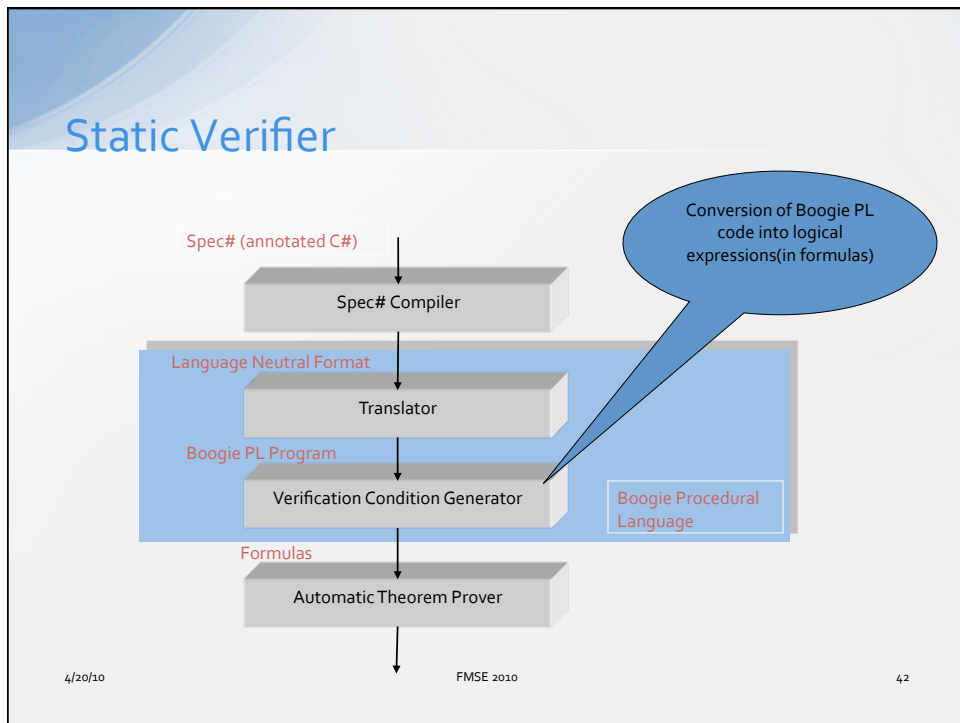 Static Verifier
Conversion of Boogie PL
code into logical
expressions(in formulas)
Spec# (annotated C#)
Spec# Compiler
Language Neutral Format
Translator
Boogie PL Program
Verification Condition Generator
Boogie Procedural
Language
Formulas
Automatic Theorem Prover
4/20/10
FMSE 2010
42